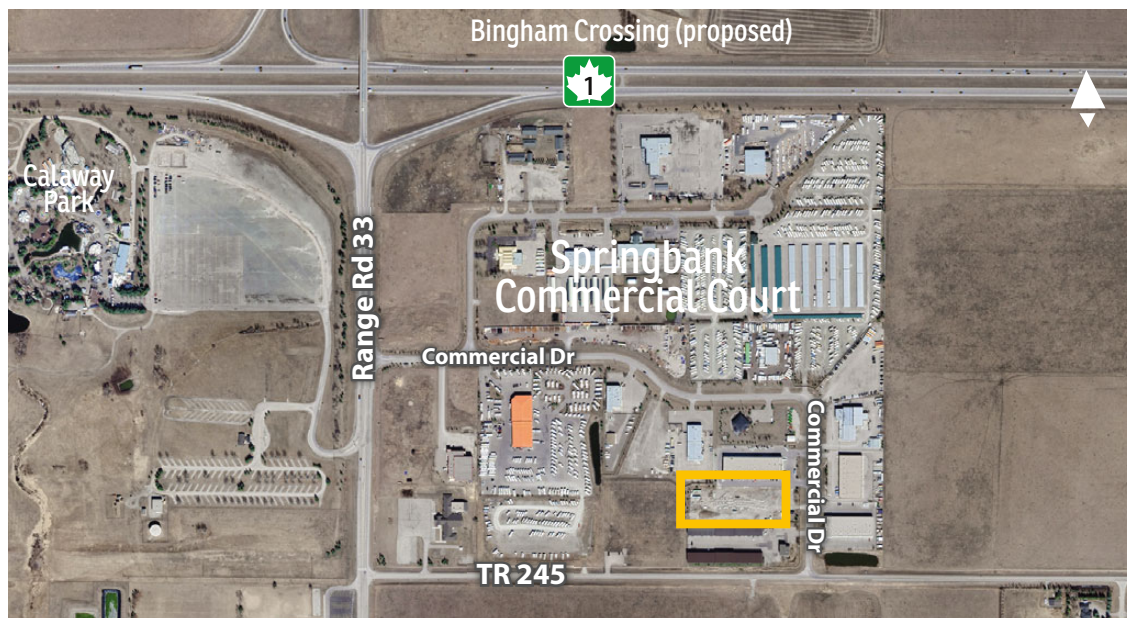 Bingham Crossing (proposed)
1
Calaway
Park
Range Rd 33
Springbank
Commercial Court
Commercial Dr
Commercial Dr
TR 245